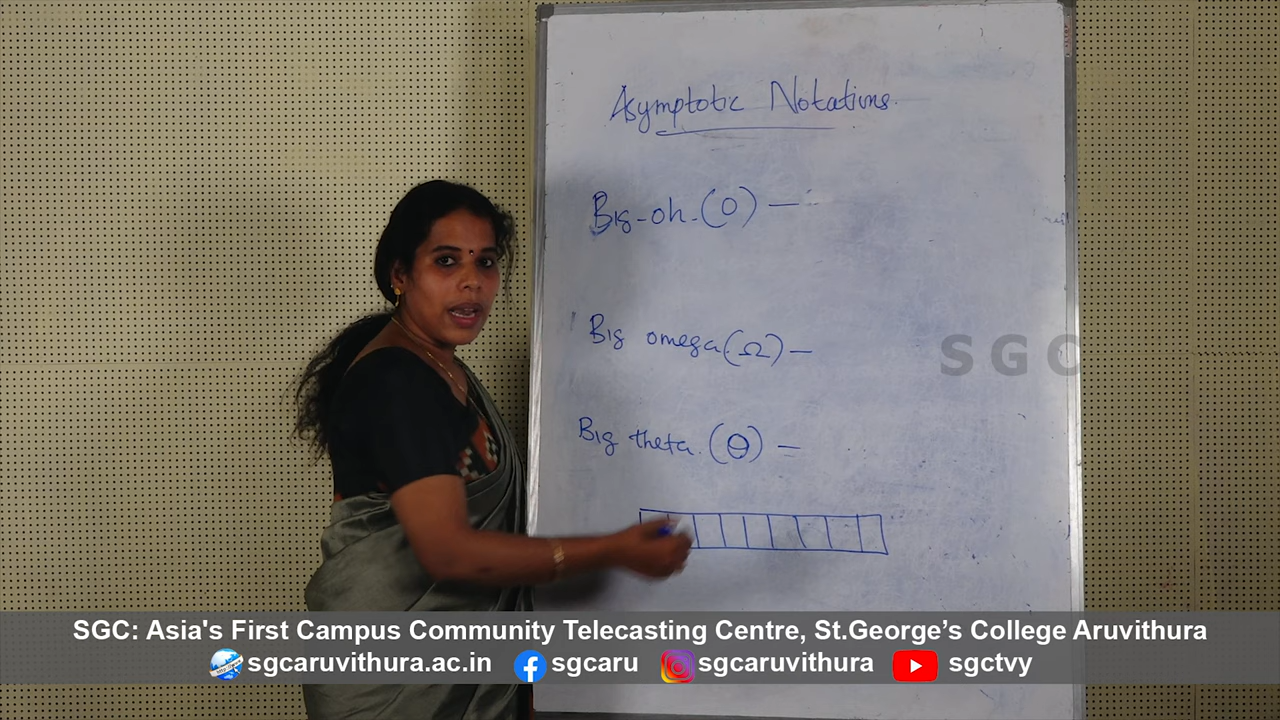 Asymptotic Notations.
Big-oh. (O) —
Big omega (Ω) —
SGC
Big theta. (θ) —
SGC: Asia's First Campus Community Telecasting Centre, St.George’s College Aruvithura
sgcaruvithura.ac.in sgcaru sgcaruvithura sgctvy